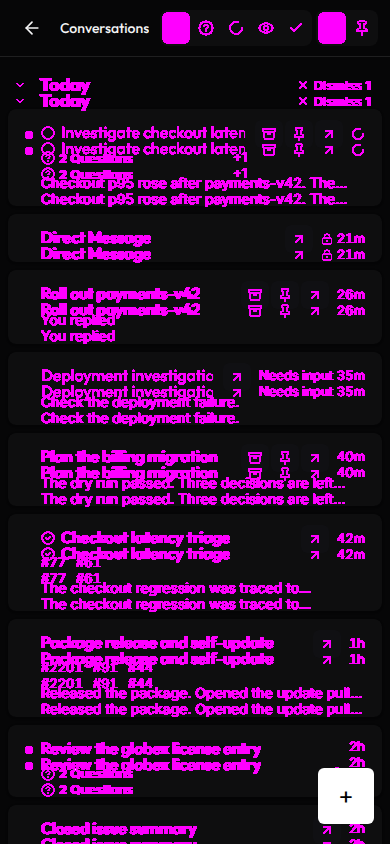 Conversations
Today
Dismiss 1
Today
Dismiss 1
Investigate checkout laten
Investigate checkout laten
2 Questions
+1
2 Questions
+1
Checkout p95 rose after payments-v42. The...
Checkout p95 rose after payments-v42. The...
Direct Message
21m
Direct Message
21m
Roll out payments-v42
26m
Roll out payments-v42
26m
You replied
You replied
Deployment investigatio
Needs input 35m
Deployment investigatio
Needs input 35m
Check the deployment failure.
Check the deployment failure.
Plan the billing migration
40m
Plan the billing migration
40m
The dry run passed. Three decisions are left...
The dry run passed. Three decisions are left...
Checkout latency triage
42m
Checkout latency triage
42m
#77 #61
#77 #61
The checkout regression was traced to...
The checkout regression was traced to...
Package release and self-update
1h
Package release and self-update
1h
#2201 #91 #44
#2201 #91 #44
Released the package. Opened the update pull...
Released the package. Opened the update pull...
Review the globex license entry
2h
Review the globex license entry
2h
2 Questions
2 Questions
Closed issue summary
2h
Closed issue summary
2h